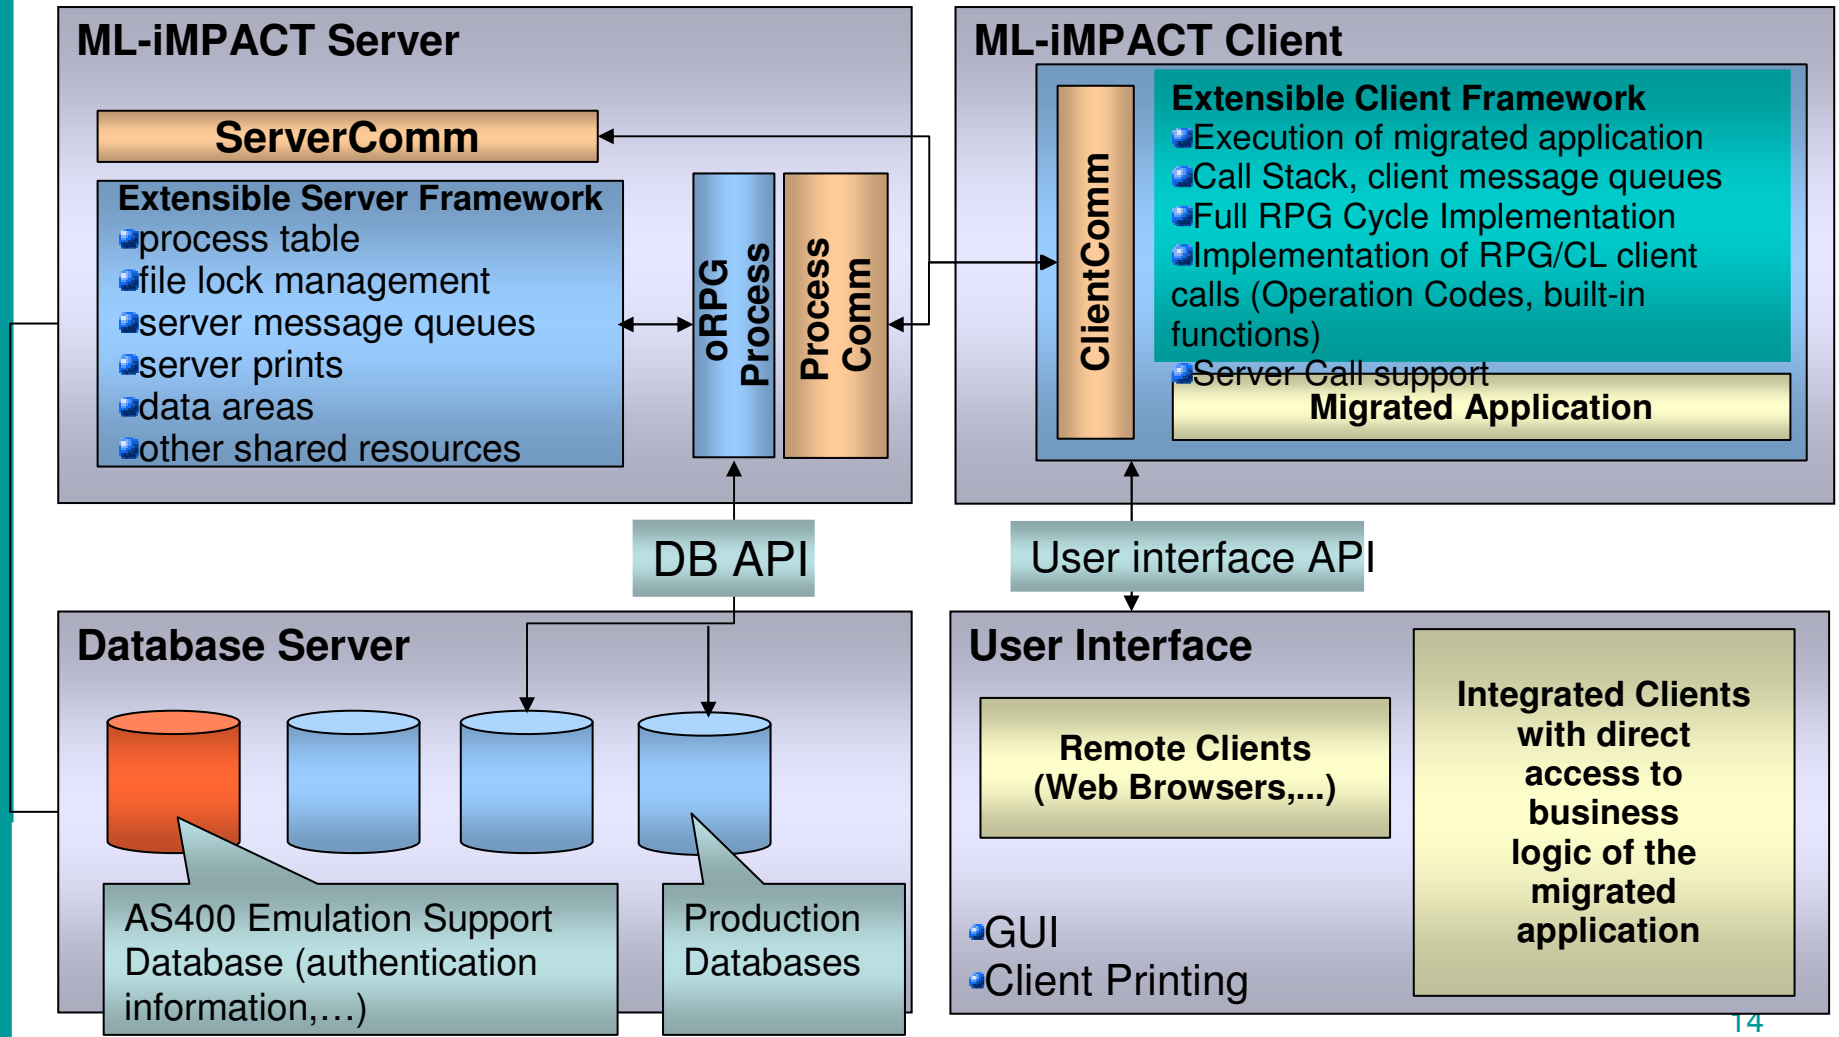 ML-iMPACT Server
ServerComm
Extensible Server Framework
process table
file lock management
server message queues
server prints
data areas
other shared resources
oRPG
Process
Process
Comm
ML-iMPACT Client
ClientComm
Extensible Client Framework
Execution of migrated application
Call Stack, client message queues
Full RPG Cycle Implementation
Implementation of RPG/CL client
calls (Operation Codes, built-in
functions)
Server Call support
Migrated Application
DB API
User interface API
Database Server
AS400 Emulation Support
Database (authentication
information,…)
Production
Databases
User Interface
Remote Clients
(Web Browsers,...)
GUI
Client Printing
Integrated Clients
with direct
access to
business
logic of the
migrated
application
14